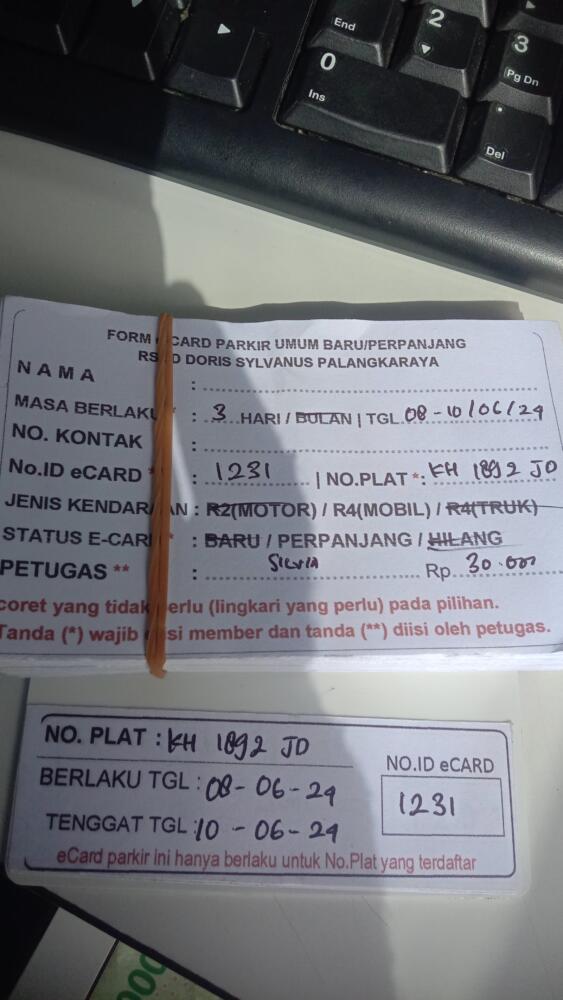 End
2
0
Ins
3
Pg Dn
Del
FORM CARD PARKIR UMUM BARU/PERPANJANG
RS D DORIS SYLVANUS PALANGKARAYA
NAMA :
MASA BERLAKU * : 3 HARI / BULAN | TGL. 08 - 10/06/24
NO. KONTAK :
No.ID eCARD * : 1231 | NO.PLAT *: KH 1892 JD
JENIS KENDAR AN : R2(MOTOR) / R4(MOBIL) / R4(TRUK)
STATUS E-CAR * : BARU / PERPANJANG / HILANG
PETUGAS ** : Silvia Rp 30.000
coret yang tidak perlu (lingkari yang perlu) pada pilihan.
Tanda (*) wajib isi member dan tanda (**) diisi oleh petugas.
NO. PLAT : KH 1892 JD
BERLAKU TGL : 08 - 06 - 24
TENGGAT TGL : 10 - 06 - 24
NO.ID eCARD
1231
eCard parkir ini hanya berlaku untuk No.Plat yang terdaftar